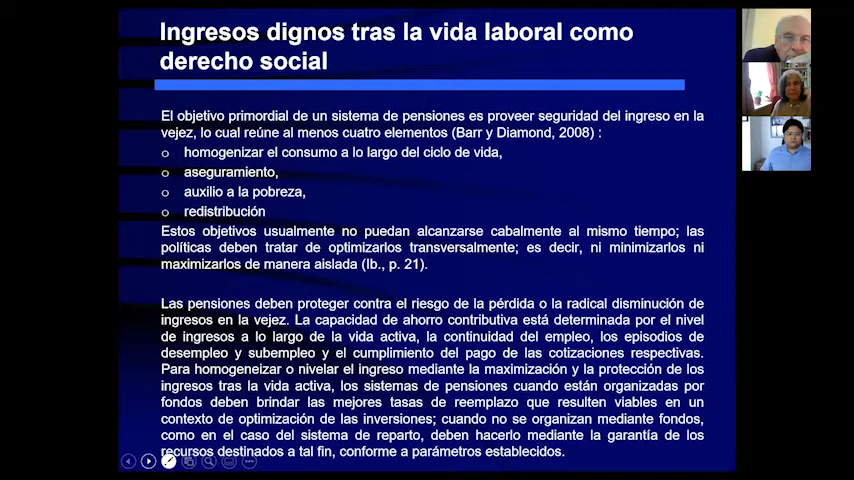 Ingresos dignos tras la vida laboral como
derecho social
El objetivo primordial de un sistema de pensiones es proveer seguridad del ingreso en la
vejez, lo cual reúne al menos cuatro elementos (Barr y Diamond, 2008) :
o homogenizar el consumo a lo largo del ciclo de vida,
o aseguramiento,
o auxilio a la pobreza,
o redistribución
Estos objetivos usualmente no puedan alcanzarse cabalmente al mismo tiempo; las
políticas deben tratar de optimizarlos transversalmente; es decir, ni minimizarlos ni
maximizarlos de manera aislada (Ib., p. 21).
Las pensiones deben proteger contra el riesgo de la pérdida o la radical disminución de
ingresos en la vejez. La capacidad de ahorro contributiva está determinada por el nivel
de ingresos a lo largo de la vida activa, la continuidad del empleo, los episodios de
desempleo y subempleo y el cumplimiento del pago de las cotizaciones respectivas.
Para homogeneizar o nivelar el ingreso mediante la maximización y la protección de los
ingresos tras la vida activa, los sistemas de pensiones cuando están organizadas por
fondos deben brindar las mejores tasas de reemplazo que resulten viables en un
contexto de optimización de las inversiones; cuando no se organizan mediante fondos,
como en el caso del sistema de reparto, deben hacerlo mediante la garantía de los
recursos destinados a tal fin, conforme a parámetros establecidos.